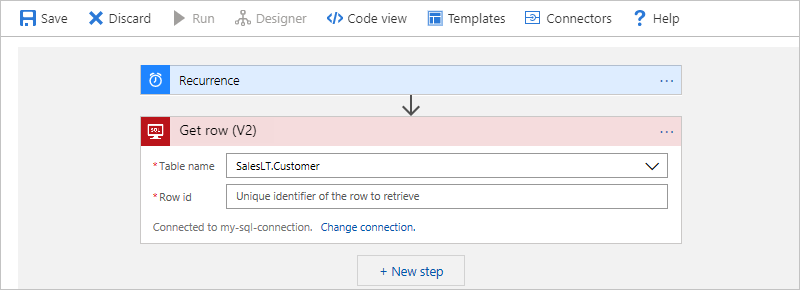 Save Discard Run Designer Code view Templates Connectors ? Help
Recurrence ...
SQL Get row (V2) ...
*Table name SalesLT.Customer
*Row id Unique identifier of the row to retrieve
Connected to my-sql-connection. Change connection.
+ New step